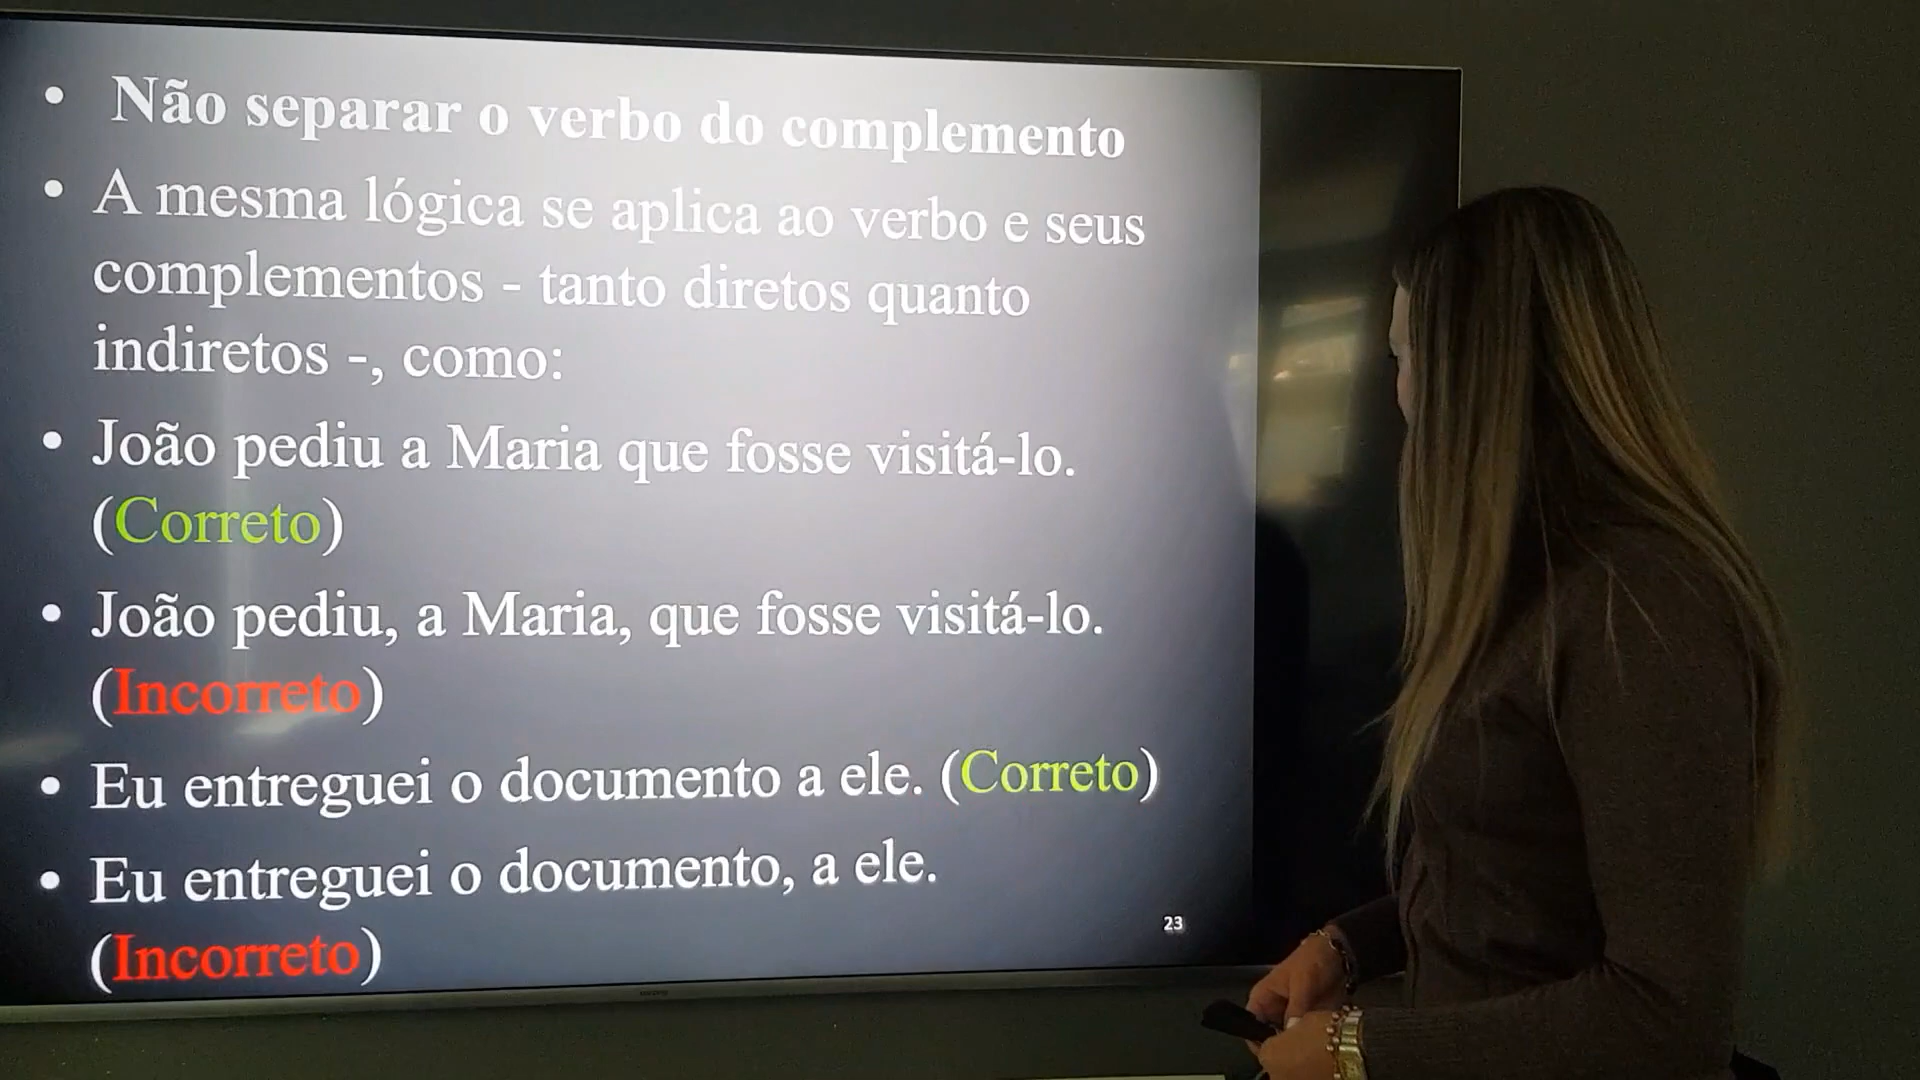 • Não separar o verbo do complemento
• A mesma lógica se aplica ao verbo e seus
complementos - tanto diretos quanto
indiretos -, como:
• João pediu a Maria que fosse visitá-lo.
(Correto)
• João pediu, a Maria, que fosse visitá-lo.
(Incorreto)
• Eu entreguei o documento a ele. (Correto)
• Eu entreguei o documento, a ele.
(Incorreto)
23